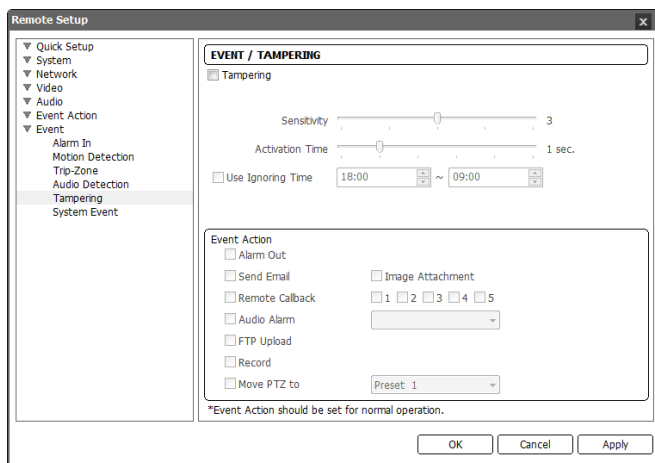 Remote Setup
x
Quick Setup
System
Network
Video
Audio
Event Action
Event
Alarm In
Motion Detection
Trip-Zone
Audio Detection
Tampering
System Event
EVENT / TAMPERING
Tampering
Sensitivity 3
Activation Time 1 sec.
Use Ignoring Time 18:00 ~ 09:00
Event Action
Alarm Out
Send Email Image Attachment
Remote Callback 1 2 3 4 5
Audio Alarm
FTP Upload
Record
Move PTZ to Preset 1
*Event Action should be set for normal operation.
OK Cancel Apply